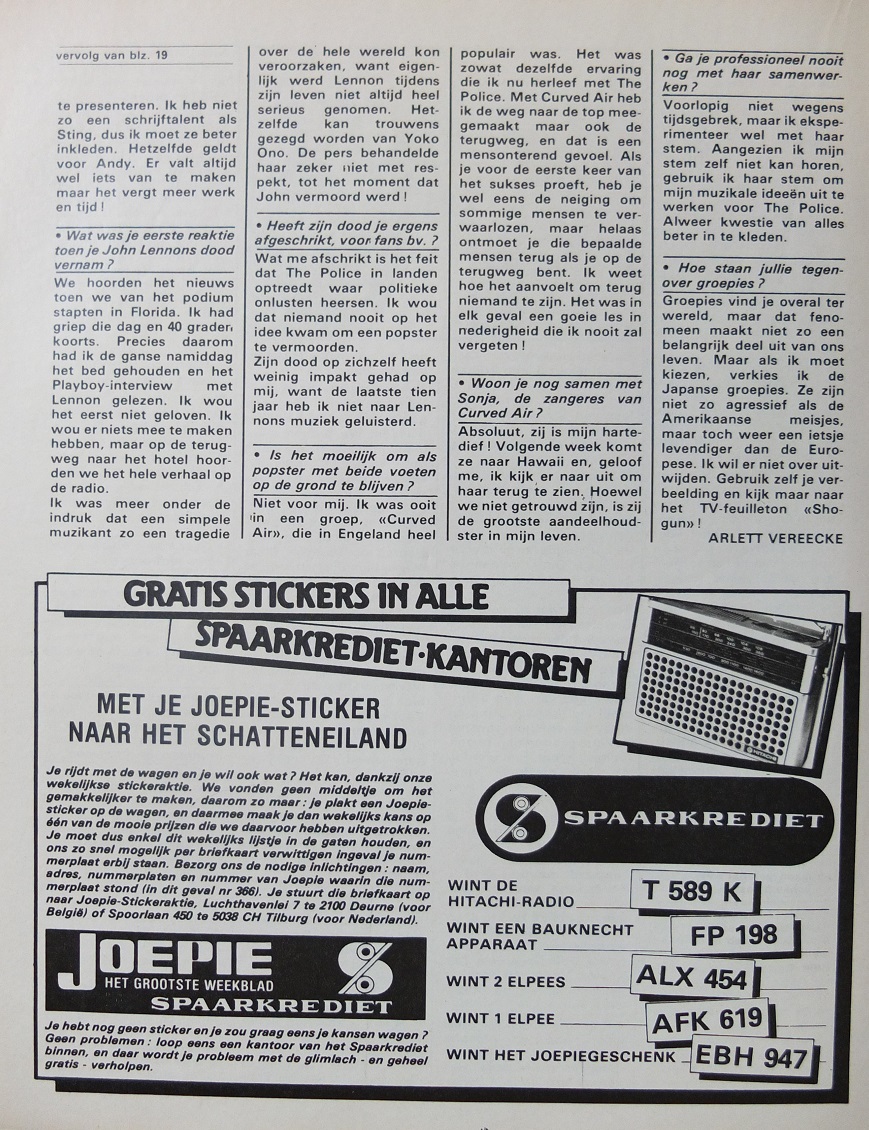 vervolg van blz. 19
te presenteren. Ik heb niet
zo een schrijftalent als
Sting, dus ik moet ze beter
inkleden. Hetzelfde geldt
voor Andy. Er valt altijd
wel iets van te maken
maar het vergt meer werk
en tijd !
• Wat was je eerste reaktie
toen je John Lennons dood
vernam ?
We hoorden het nieuws
toen we van het podium
stapten in Florida. Ik had
griep die dag en 40 graden
koorts. Precies daarom
had ik de ganse namiddag
het bed gehouden en het
Playboy-interview met
Lennon gelezen. Ik wou
het eerst niet geloven. Ik
wou er niets mee te maken
hebben, maar op de terug-
weg naar het hotel hoor-
den we het hele verhaal op
de radio.
Ik was meer onder de
indruk dat een simpele
muzikant zo een tragedie
over de hele wereld kon
veroorzaken, want eigen-
lijk werd Lennon tijdens
zijn leven niet altijd heel
serieus genomen. Het-
zelfde kan trouwens
gezegd worden van Yoko
Ono. De pers behandelde
haar zeker niet met res-
pekt, tot het moment dat
John vermoord werd !
• Heeft zijn dood je ergens
afgeschrikt, voor fans bv. ?
Wat me afschrikt is het feit
dat The Police in landen
optreedt waar politieke
onlusten heersen. Ik wou
dat niemand nooit op het
idee kwam om een popster
te vermoorden.
Zijn dood op zichzelf heeft
weinig impakt gehad op
mij, want de laatste tien
jaar heb ik niet naar Len-
nons muziek geluisterd.
• Is het moeilijk om als
popster met beide voeten
op de grond te blijven ?
Niet voor mij. Ik was ooit
in een groep, «Curved
Air», die in Engeland heel
populair was. Het was
zowat dezelfde ervaring
die ik nu herleef met The
Police. Met Curved Air heb
ik de weg naar de top mee-
gemaakt maar ook de
terugweg, en dat is een
mensonterend gevoel. Als
je voor de eerste keer van
het sukses proeft, heb je
wel eens de neiging om
sommige mensen te ver-
waarlozen, maar helaas
ontmoet je die bepaalde
mensen terug als je op de
terugweg bent. Ik weet
hoe het aanvoelt om terug
niemand te zijn. Het was in
elk geval een goeie les in
nederigheid die ik nooit zal
vergeten !
• Woon je nog samen met
Sonja, de zangeres van
Curved Air ?
Absoluut, zij is mijn harte-
dief ! Volgende week komt
ze naar Hawaii en, geloof
me, ik kijk er naar uit om
haar terug te zien. Hoewel
we niet getrouwd zijn, is zij
de grootste aandeelhoud-
ster in mijn leven.
• Ga je professioneel nooit
nog met haar samenwer-
ken ?
Voorlopig niet wegens
tijdsgebrek, maar ik ekspe-
rimenteer wel met haar
stem. Aangezien ik mijn
stem zelf niet kan horen,
gebruik ik haar stem om
mijn muzikale ideeën uit te
werken voor The Police.
Alweer kwestie van alles
beter in te kleden.
• Hoe staan jullie tegen-
over groepies ?
Groepies vind je overal ter
wereld, maar dat feno-
meen maakt niet zo een
belangrijk deel uit van ons
leven. Maar als ik moet
kiezen, verkies ik de
Japanse groepies. Ze zijn
niet zo agressief als de
Amerikaanse meisjes,
maar toch weer een ietsje
levendiger dan de Euro-
pese. Ik wil er niet over uit-
wijden. Gebruik zelf je ver-
beelding en kijk maar naar
het TV-feuilleton «Sho-
gun» !
ARLETT VEREECKE
GRATIS STICKERS IN ALLE
SPAARKREDIET-KANTOREN
MET JE JOEPIE-STICKER
NAAR HET SCHATTENEILAND
Je rijdt met de wagen en je wil ook wat ? Het kan, dankzij onze
wekelijkse stickeraktie. We vonden geen middeltje om het
gemakkelijker te maken, daarom zo maar : je plakt een Joepie-
sticker op de wagen, en daarmee maak je dan wekelijks kans op
één van de mooie prijzen die we daarvoor hebben uitgetrokken.
Je moet dus enkel dit wekelijks lijstje in de gaten houden, en
ons zo snel mogelijk per briefkaart verwittigen ingeval je num-
merplaat erbij staan. Bezorg ons de nodige inlichtingen : naam,
adres, nummerplaten en nummer van Joepie waarin die num-
merplaat stond (in dit geval nr 366). Je stuurt die briefkaart op
naar Joepie-Stickeraktie, Luchthavenlei 7 te 2100 Deurne (voor
België) of Spoorlaan 450 te 5038 CH Tilburg (voor Nederland).
JOEPIE
HET GROOTSTE WEEKBLAD
SPAARKREDIET
Je hebt nog geen sticker en je zou graag eens je kansen wagen ?
Geen problemen : loop eens een kantoor van het Spaarkrediet
binnen, en daar wordt je probleem met de glimlach - en geheel
gratis - verholpen.
SPAARKREDIET
WINT DE
HITACHI-RADIO T 589 K
WINT EEN BAUKNECHT
APPARAAT FP 198
WINT 2 ELPEES ALX 454
WINT 1 ELPEE AFK 619
WINT HET JOEPIEGESCHENK EBH 947